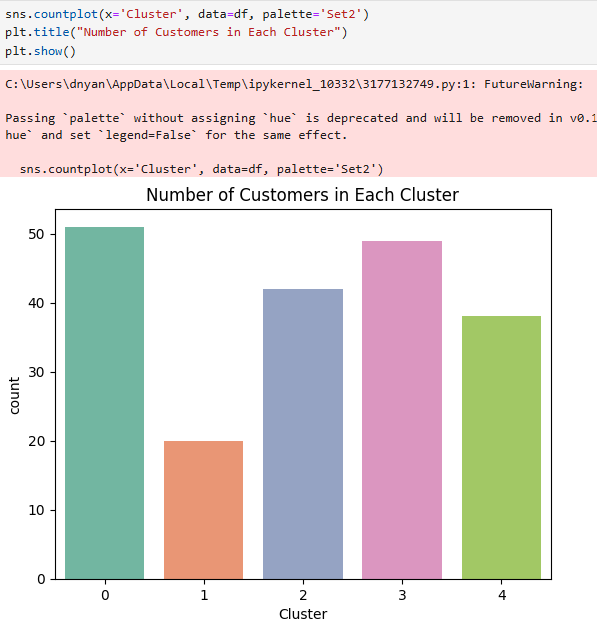 sns.countplot(x='Cluster', data=df, palette='Set2')
plt.title("Number of Customers in Each Cluster")
plt.show()
C:\Users\dnyan\AppData\Local\Temp\ipykernel_10332\3177132749.py:1: FutureWarning:
Passing `palette` without assigning `hue` is deprecated and will be removed in v0.1
hue` and set `legend=False` for the same effect.
sns.countplot(x='Cluster', data=df, palette='Set2')
Number of Customers in Each Cluster
50
40
30
20
10
0
count
0 1 2 3 4
Cluster